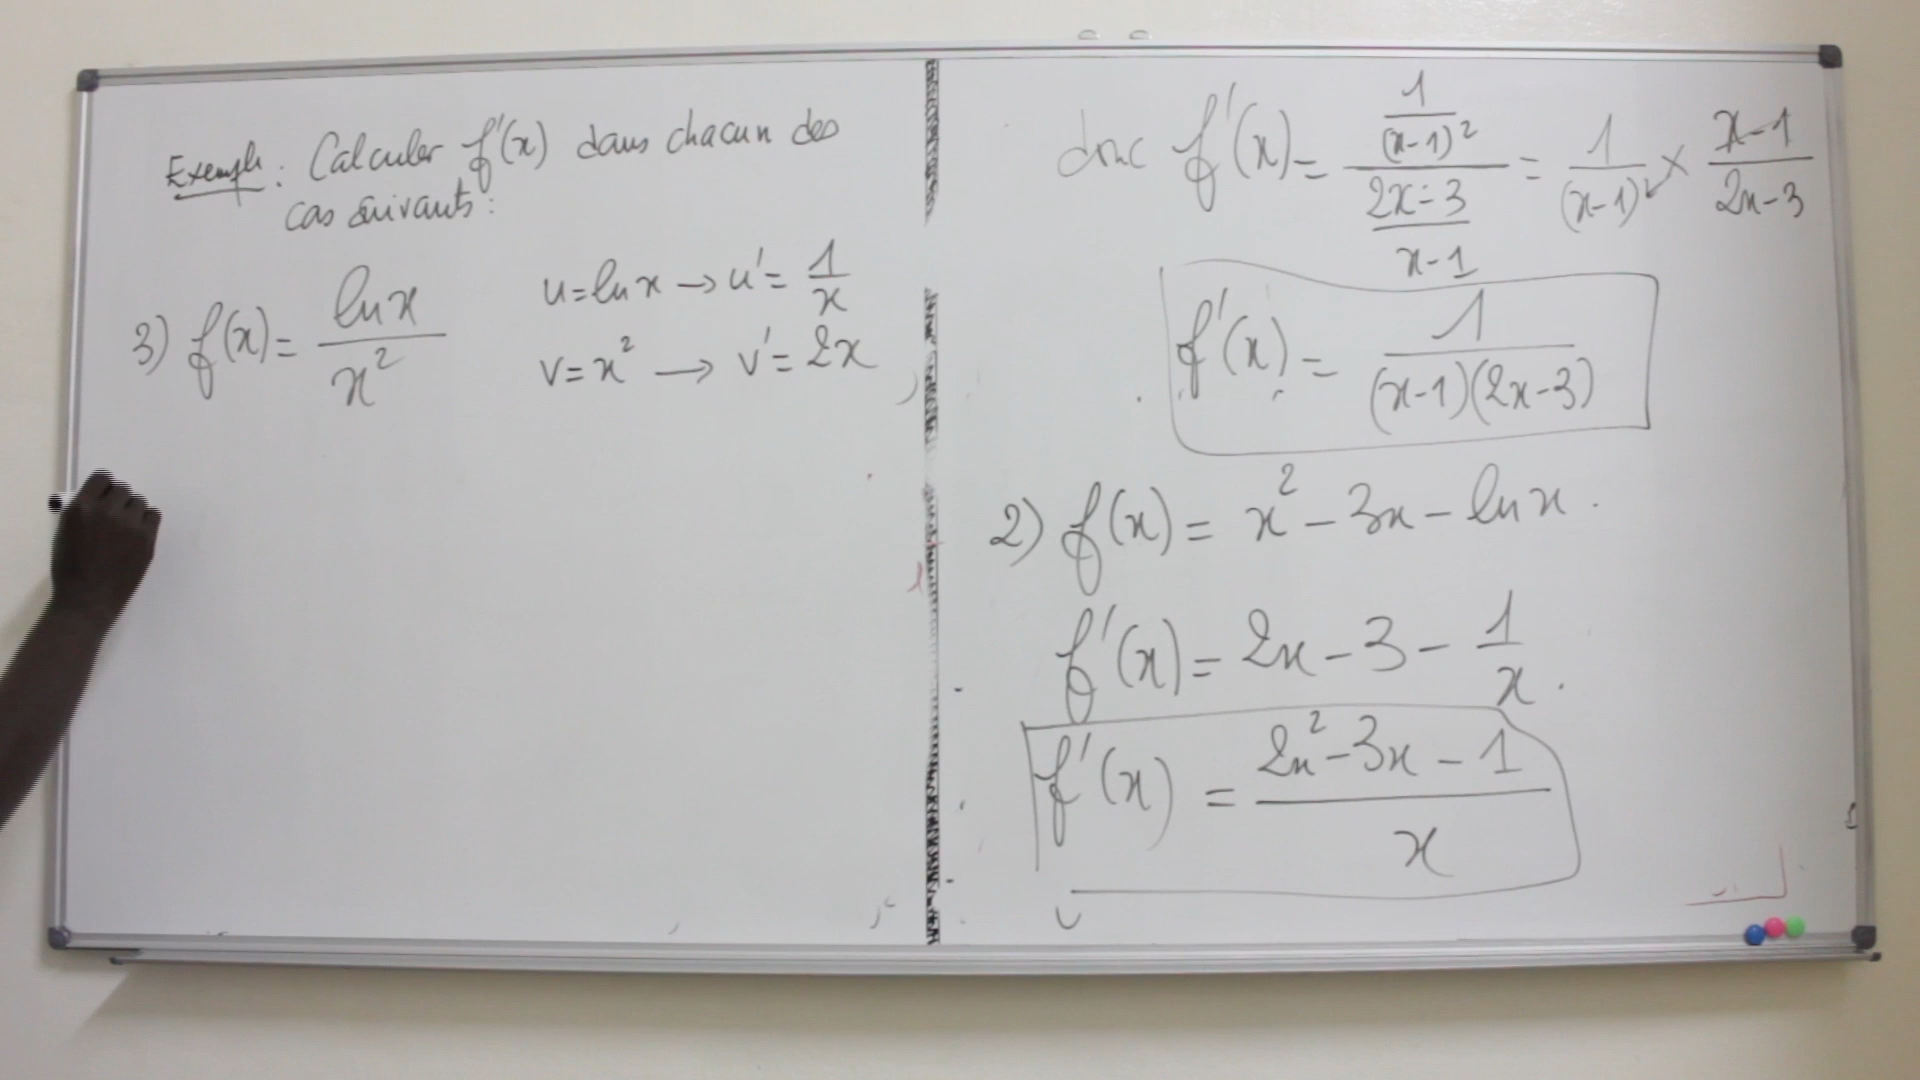 Exemple : Calculer f'(x) dans chacun des
cas suivants :
3) f(x) = ln x / x²
u = ln x → u' = 1/x
v = x² → v' = 2x
donc f'(x) = (1/(x-1)²) / ((2x-3)/(x-1)) = 1/(x-1)² × (x-1)/(2x-3)
f'(x) = 1/((x-1)(2x-3))
2) f(x) = x² - 3x - ln x.
f'(x) = 2x - 3 - 1/x.
f'(x) = (2x² - 3x - 1)/x